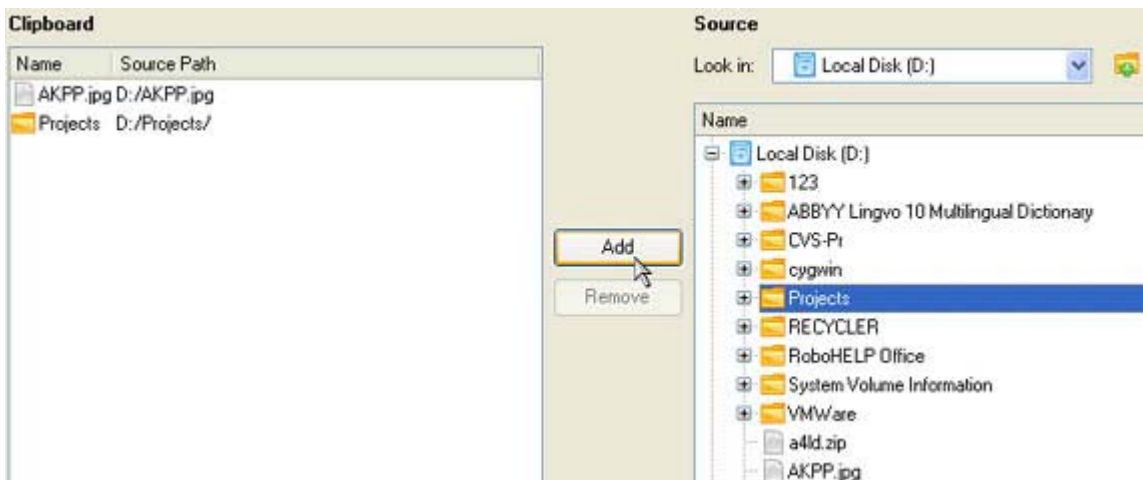 Clipboard
Name Source Path
AKPP.jpg D:/AKPP.jpg
Projects D:/Projects/
Add
Remove
Source
Look in: Local Disk (D:)
Name
Local Disk (D:)
123
ABBYY Lingvo 10 Multilingual Dictionary
CVS-Pr
cygwin
Projects
RECYCLER
RoboHELP Office
System Volume Information
VMWare
a4ld.zip
AKPP.jpg